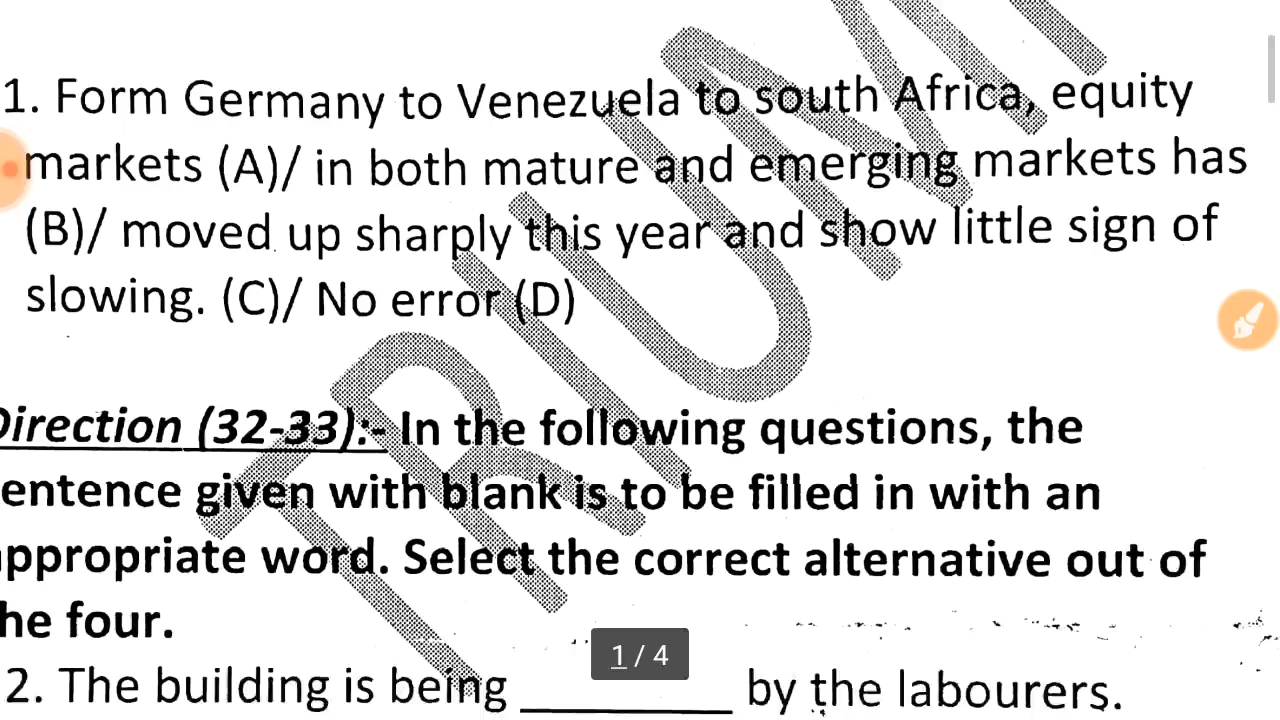 1. Form Germany to Venezuela to south Africa, equity
markets (A)/ in both mature and emerging markets has
(B)/ moved up sharply this year and show little sign of
slowing. (C)/ No error (D)
Direction (32-33):- In the following questions, the
entence given with blank is to be filled in with an
ppropriate word. Select the correct alternative out of
he four.
2. The building is being ________ by the labourers.
1 / 4
TRIUM